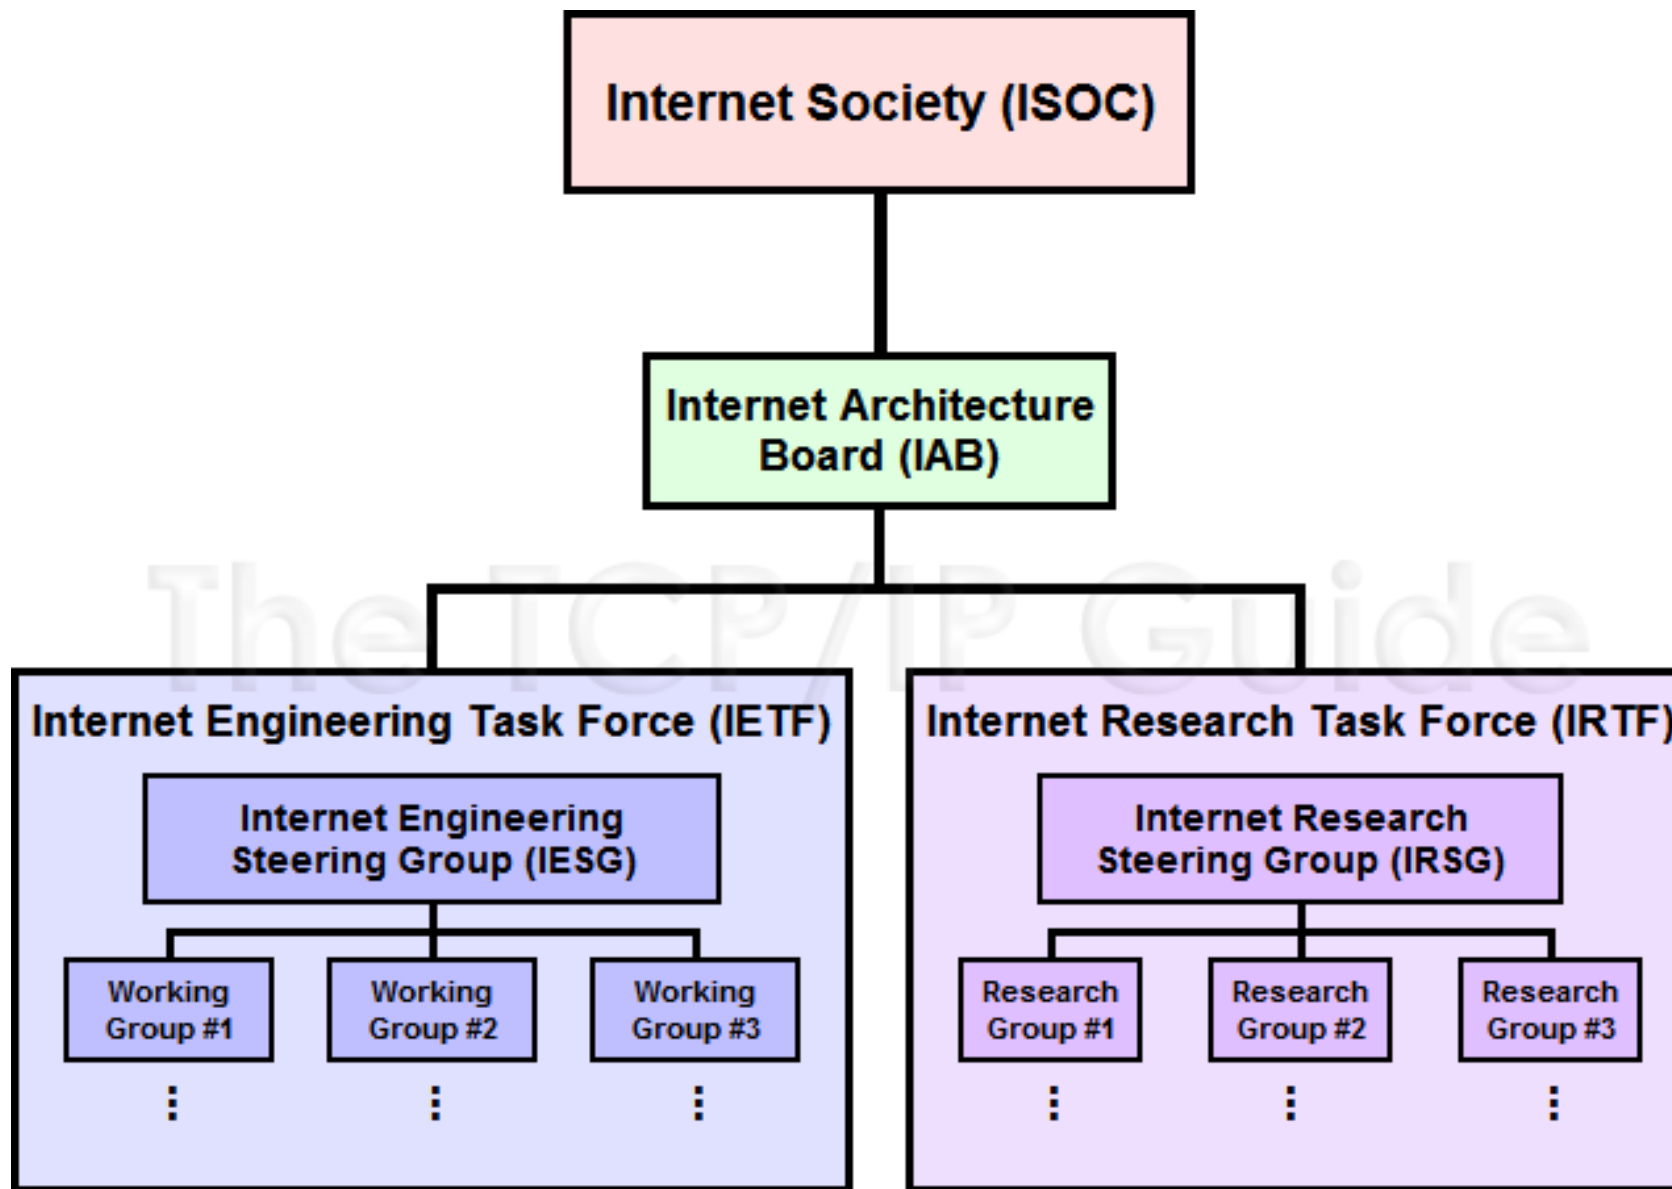 Internet Society (ISOC)
Internet Architecture
Board (IAB)
The TCP/IP Guide
Internet Engineering Task Force (IETF)
Internet Engineering
Steering Group (IESG)
Working
Group #1
Working
Group #2
Working
Group #3
Internet Research Task Force (IRTF)
Internet Research
Steering Group (IRSG)
Research
Group #1
Research
Group #2
Research
Group #3